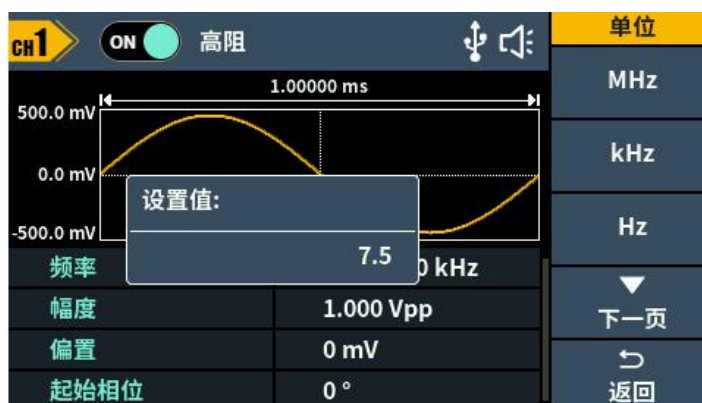 CH1 ON 高阻
单位
1.00000 ms
MHz
500.0 mV
kHz
0.0 mV
设置值:
Hz
-500.0 mV
7.5
频率 0 kHz
幅度 1.000 Vpp
下一页
偏置 0 mV
起始相位 0 °
返回